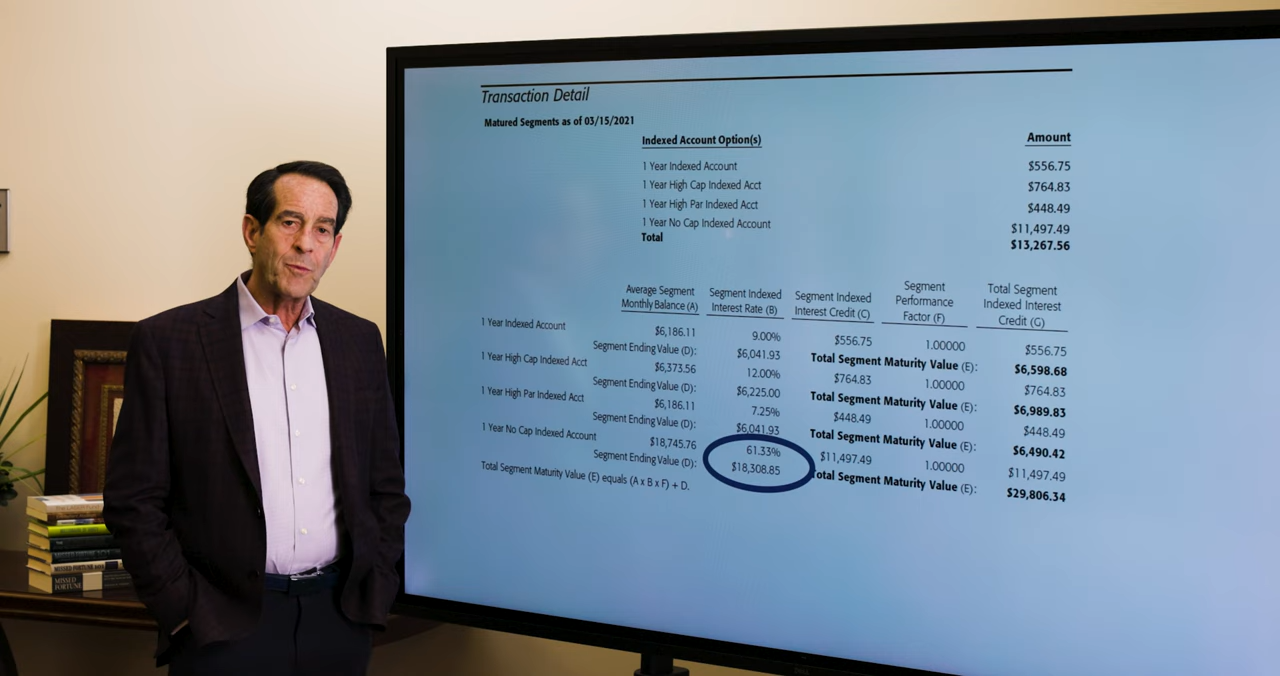 Transaction Detail
Matured Segments as of 03/15/2021
Indexed Account Option(s) Amount
1 Year Indexed Account $556.75
1 Year High Cap Indexed Acct $764.83
1 Year High Par Indexed Acct $448.49
1 Year No Cap Indexed Account $11,497.49
Total $13,267.56
Average Segment Monthly Balance (A) Segment Indexed Interest Rate (B) Segment Indexed Interest Credit (C) Segment Performance Factor (F) Total Segment Indexed Interest Credit (G)
1 Year Indexed Account $6,186.11 9.00% $556.75 1.00000 $556.75
Segment Ending Value (D): $6,041.93 Total Segment Maturity Value (E): $6,598.68
1 Year High Cap Indexed Acct $6,373.56 12.00% $764.83 1.00000 $764.83
Segment Ending Value (D): $6,225.00 Total Segment Maturity Value (E): $6,989.83
1 Year High Par Indexed Acct $6,186.11 7.25% $448.49 1.00000 $448.49
Segment Ending Value (D): $6,041.93 Total Segment Maturity Value (E): $6,490.42
1 Year No Cap Indexed Account $18,745.76 61.33% $11,497.49 1.00000 $11,497.49
Segment Ending Value (D): $18,308.85 Total Segment Maturity Value (E): $29,806.34
Total Segment Maturity Value (E) equals (A x B x F) + D.
MISSED FORTUNE
MISSED FORTUNE